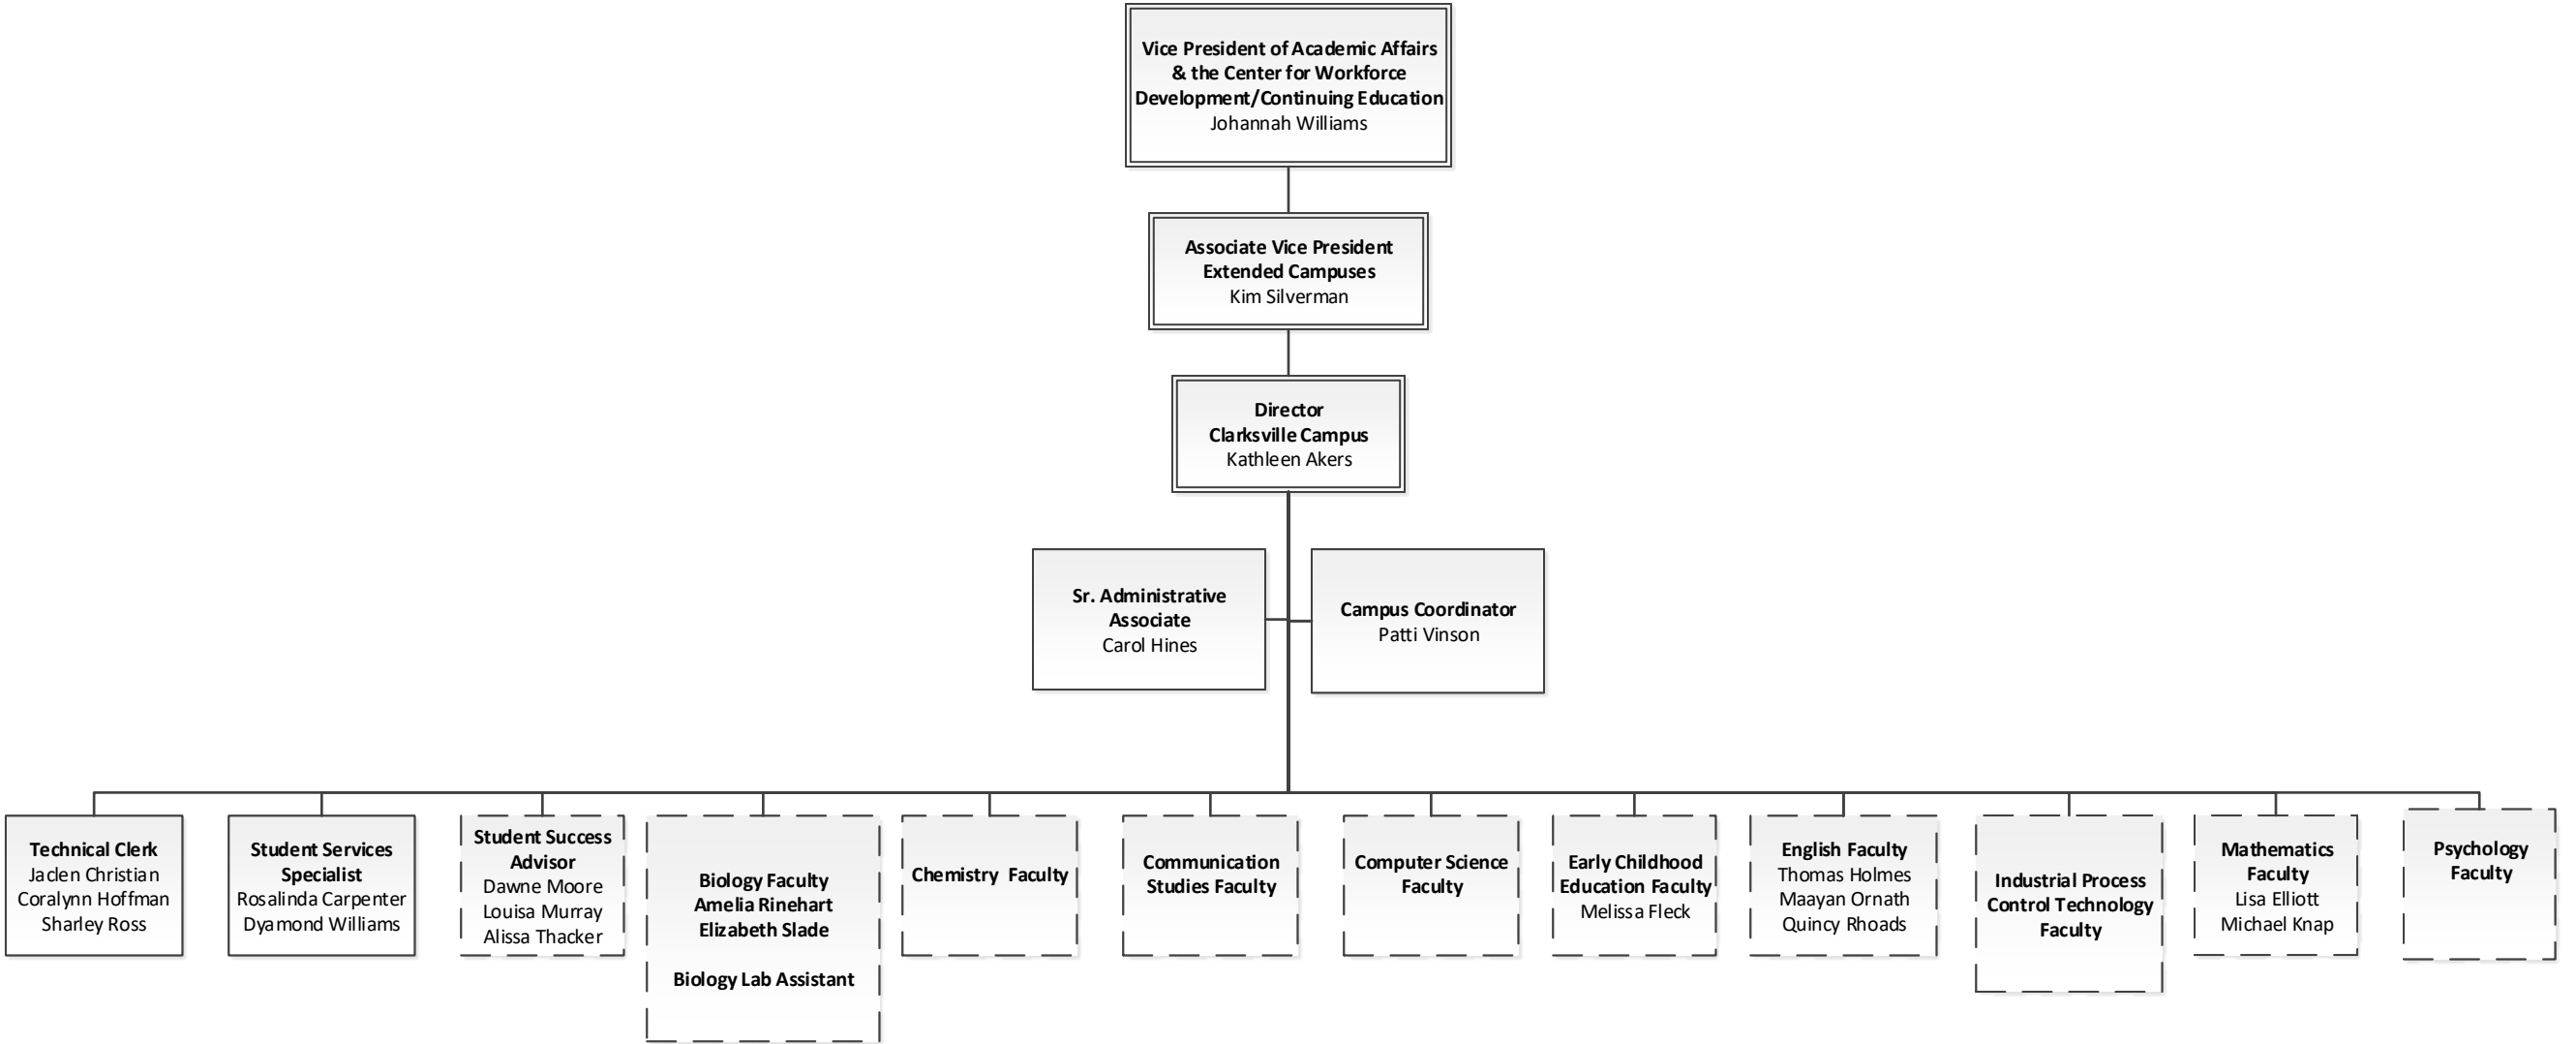 Vice President of Academic Affairs
& the Center for Workforce
Development/Continuing Education
Johannah Williams
Associate Vice President
Extended Campuses
Kim Silverman
Director
Clarksville Campus
Kathleen Akers
Sr. Administrative
Associate
Carol Hines
Campus Coordinator
Patti Vinson
Technical Clerk
Jaclen Christian
Coralynn Hoffman
Sharley Ross
Student Services
Specialist
Rosalinda Carpenter
Dyamond Williams
Student Success
Advisor
Dawne Moore
Louisa Murray
Alissa Thacker
Biology Faculty
Amelia Rinehart
Elizabeth Slade
Biology Lab Assistant
Chemistry Faculty
Communication
Studies Faculty
Computer Science
Faculty
Early Childhood
Education Faculty
Melissa Fleck
English Faculty
Thomas Holmes
Maayan Ornath
Quincy Rhoads
Industrial Process
Control Technology
Faculty
Mathematics
Faculty
Lisa Elliott
Michael Knap
Psychology
Faculty